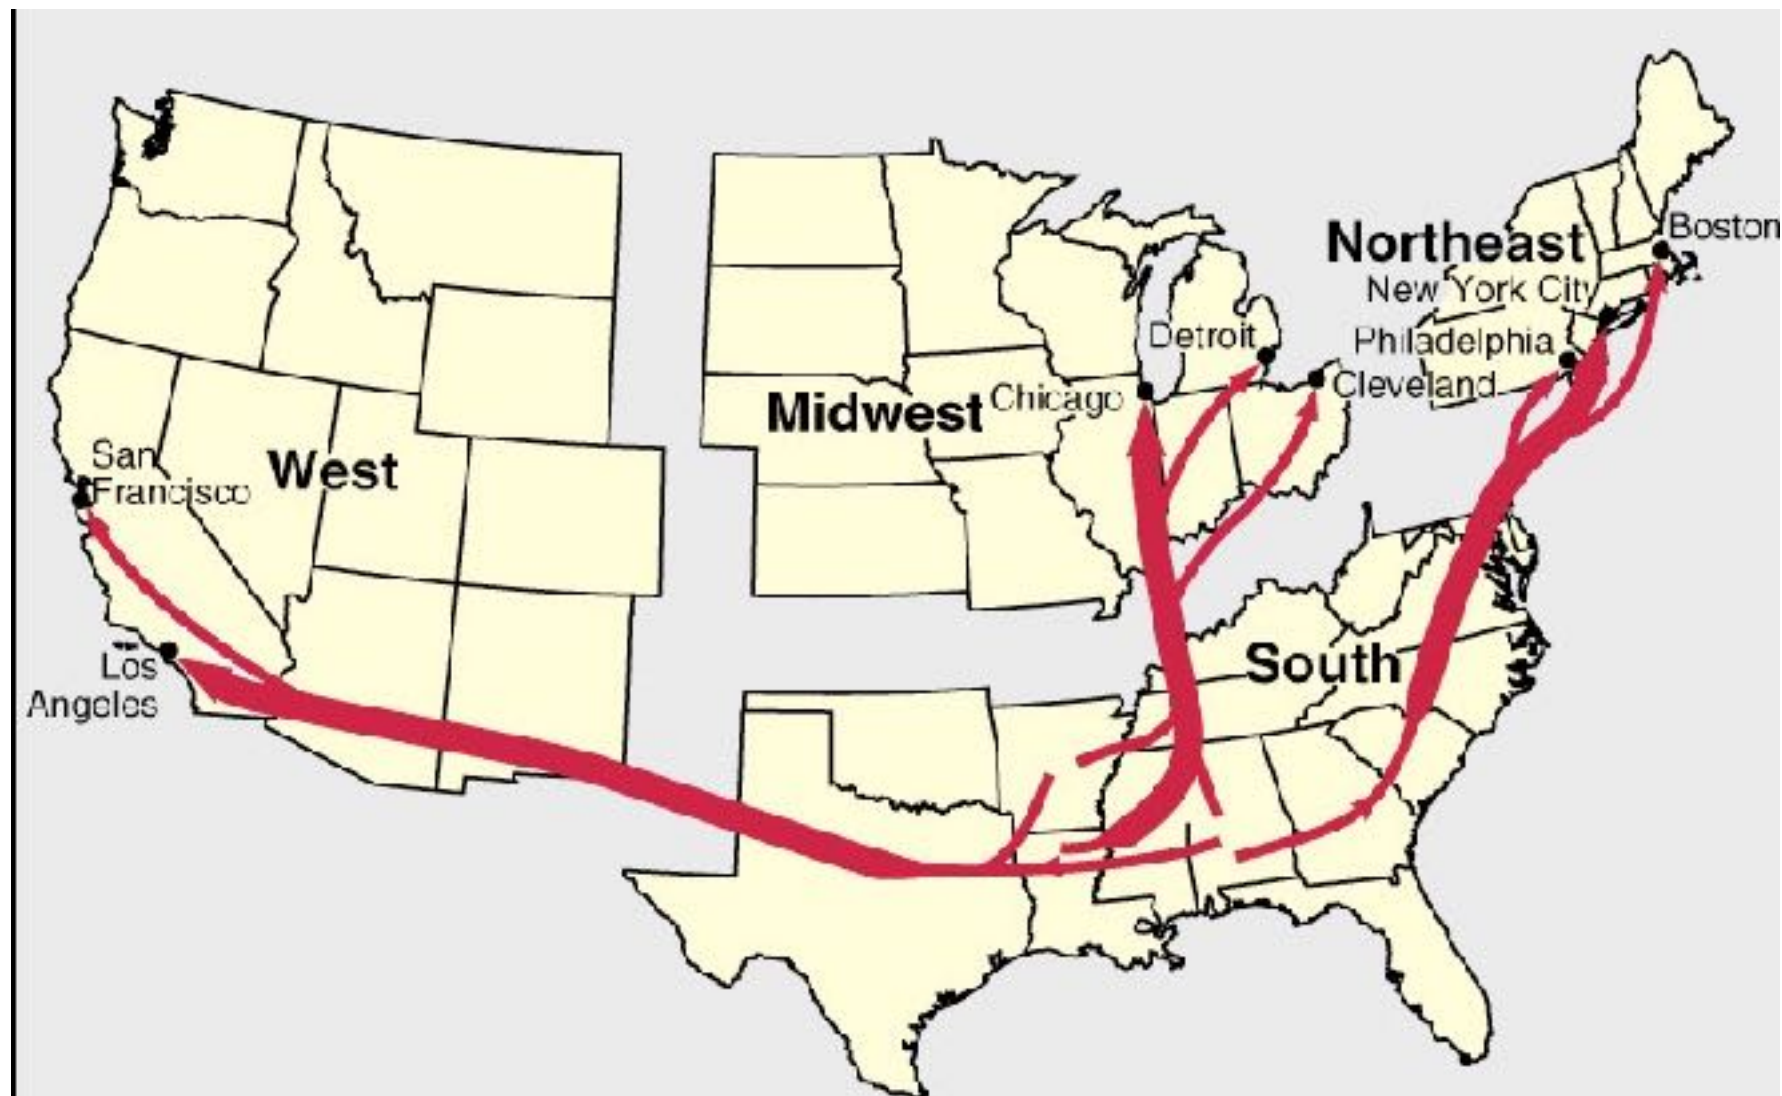 Northeast
Boston
New York City
Detroit
Philadelphia
Midwest
Chicago
Cleveland
San
Francisco
West
South
Los
Angeles